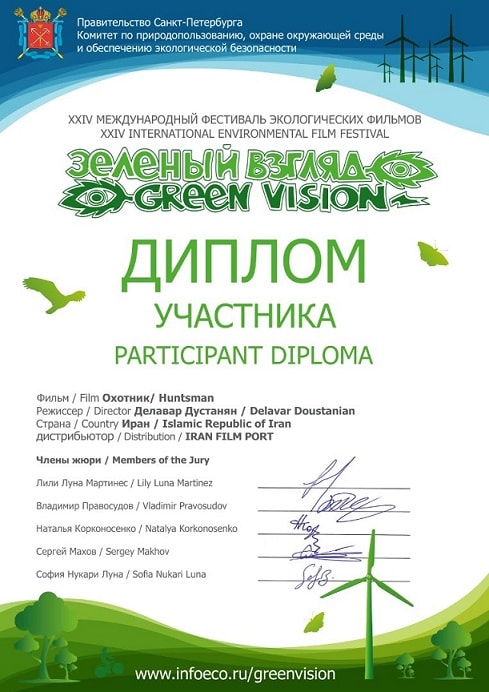 Правительство Санкт-Петербурга
Комитет по природопользованию, охране окружающей среды
и обеспечению экологической безопасности
XXIV МЕЖДУНАРОДНЫЙ ФЕСТИВАЛЬ ЭКОЛОГИЧЕСКИХ ФИЛЬМОВ
XXIV INTERNATIONAL ENVIRONMENTAL FILM FESTIVAL
ЗЕЛЕНЫЙ ВЗГЛЯД
GREEN VISION
ДИПЛОМ
УЧАСТНИКА
PARTICIPANT DIPLOMA
Фильм / Film Охотник/ Huntsman
Режиссер / Director Делавар Дустанян / Delavar Doustanian
Страна / Country Иран / Islamic Republic of Iran
дистрибьютор / Distribution / IRAN FILM PORT
Члены жюри / Members of the Jury
Лили Луна Мартинес / Lily Luna Martinez
Владимир Правосудов / Vladimir Pravosudov
Наталья Корконосенко / Natalya Korkonosenko
Сергей Махов / Sergey Makhov
София Нукари Луна / Sofia Nukari Luna
www.infoeco.ru/greenvision